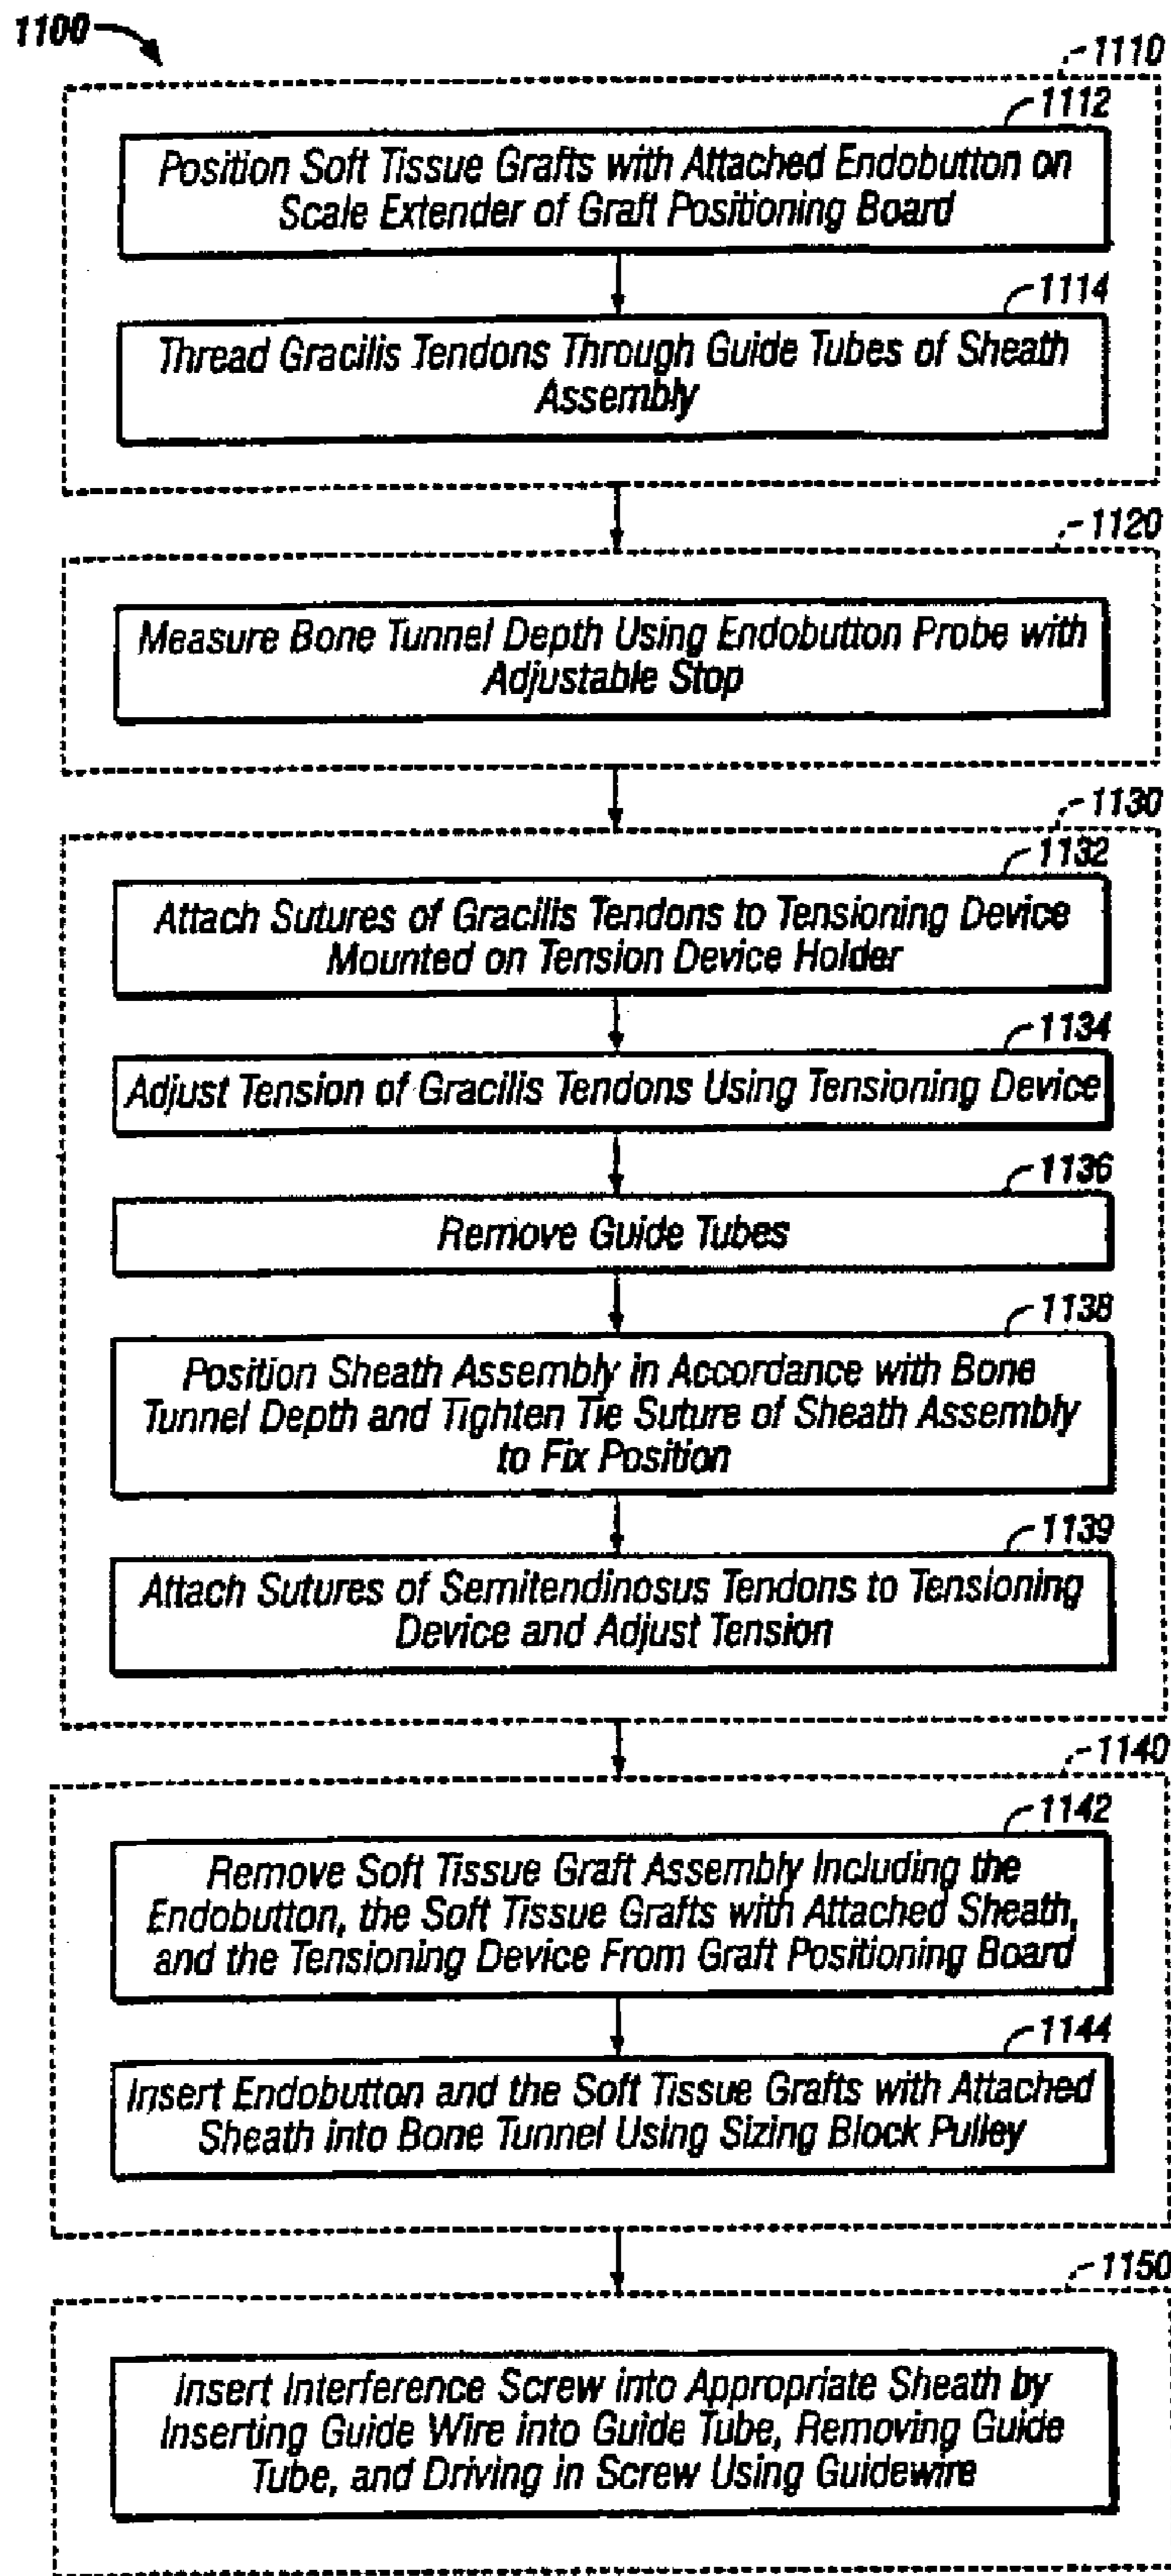 1100
1110
1112
Position Soft Tissue Grafts with Attached Endobutton on
Scale Extender of Graft Positioning Board
1114
Thread Gracilis Tendons Through Guide Tubes of Sheath
Assembly
1120
Measure Bone Tunnel Depth Using Endobutton Probe with
Adjustable Stop
1130
1132
Attach Sutures of Gracilis Tendons to Tensioning Device
Mounted on Tension Device Holder
1134
Adjust Tension of Gracilis Tendons Using Tensioning Device
1136
Remove Guide Tubes
1138
Position Sheath Assembly in Accordance with Bone
Tunnel Depth and Tighten Tie Suture of Sheath Assembly
to Fix Position
1139
Attach Sutures of Semitendinosus Tendons to Tensioning
Device and Adjust Tension
1140
1142
Remove Soft Tissue Graft Assembly Including the
Endobutton, the Soft Tissue Grafts with Attached Sheath,
and the Tensioning Device From Graft Positioning Board
1144
Insert Endobutton and the Soft Tissue Grafts with Attached
Sheath into Bone Tunnel Using Sizing Block Pulley
1150
Insert Interference Screw into Appropriate Sheath by
Inserting Guide Wire into Guide Tube, Removing Guide
Tube, and Driving in Screw Using Guidewire